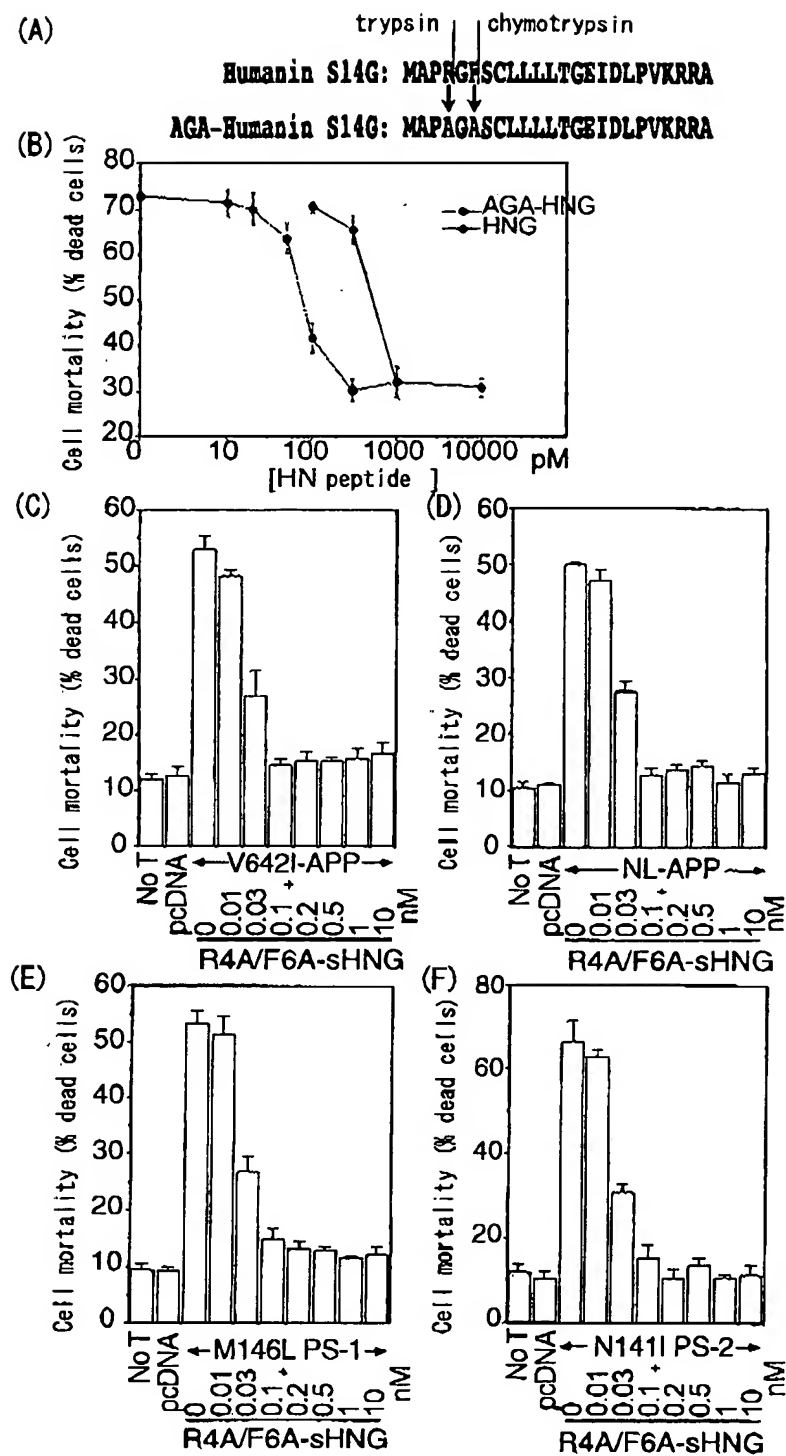 (A)
trypsin chymotrypsin
Humanin S14G: MAPRGFSCLLLLTGEIDLPVKRRA
AGA-Humanin S14G: MAPAGASCLLLLTGEIDLPVKRRA
(B)
Cell mortality (% dead cells)
80
70
60
50
40
30
20
AGA-HNG
HNG
0 10 100 1000 10000 pM
[HN peptide ]
(C)
Cell mortality (% dead cells)
60
50
40
30
20
10
0
No T
pcDNA
V642I-APP
+
0 0.01 0.03 0.1 0.2 0.5 1 10 nM
R4A/F6A-sHNG
(D)
Cell mortality (% dead cells)
60
50
40
30
20
10
0
No T
pcDNA
NL-APP
+
0 0.01 0.03 0.1 0.2 0.5 1 10 nM
R4A/F6A-sHNG
(E)
Cell mortality (% dead cells)
60
50
40
30
20
10
0
No T
pcDNA
M146L PS-1
+
0 0.01 0.03 0.1 0.2 0.5 1 10 nM
R4A/F6A-sHNG
(F)
Cell mortality (% dead cells)
80
60
40
20
0
No T
pcDNA
N141I PS-2
+
0 0.01 0.03 0.1 0.2 0.5 1 10 nM
R4A/F6A-sHNG